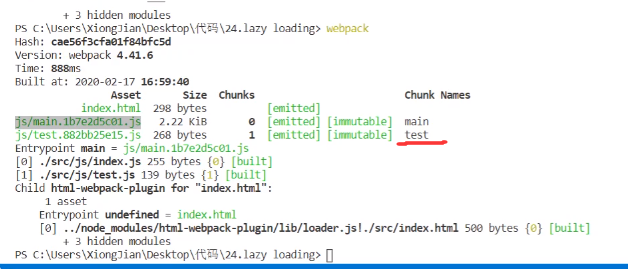 + 3 hidden modules
PS C:\Users\XiongJian\Desktop\代码\24.lazy loading> webpack
Hash: cae56f3cfa01f84bfc5d
Version: webpack 4.41.6
Time: 888ms
Built at: 2020-02-17 16:59:40
Asset Size Chunks Chunk Names
index.html 298 bytes [emitted]
js/main.1b7e2d5c01.js 2.22 KiB 0 [emitted] [immutable] main
js/test.882bb25e15.js 268 bytes 1 [emitted] [immutable] test
Entrypoint main = js/main.1b7e2d5c01.js
[0] ./src/js/index.js 255 bytes {0} [built]
[1] ./src/js/test.js 139 bytes {1} [built]
Child html-webpack-plugin for "index.html":
1 asset
Entrypoint undefined = index.html
[0] ../node_modules/html-webpack-plugin/lib/loader.js!./src/index.html 500 bytes {0} [built]
+ 3 hidden modules
PS C:\Users\XiongJian\Desktop\代码\24.lazy loading>